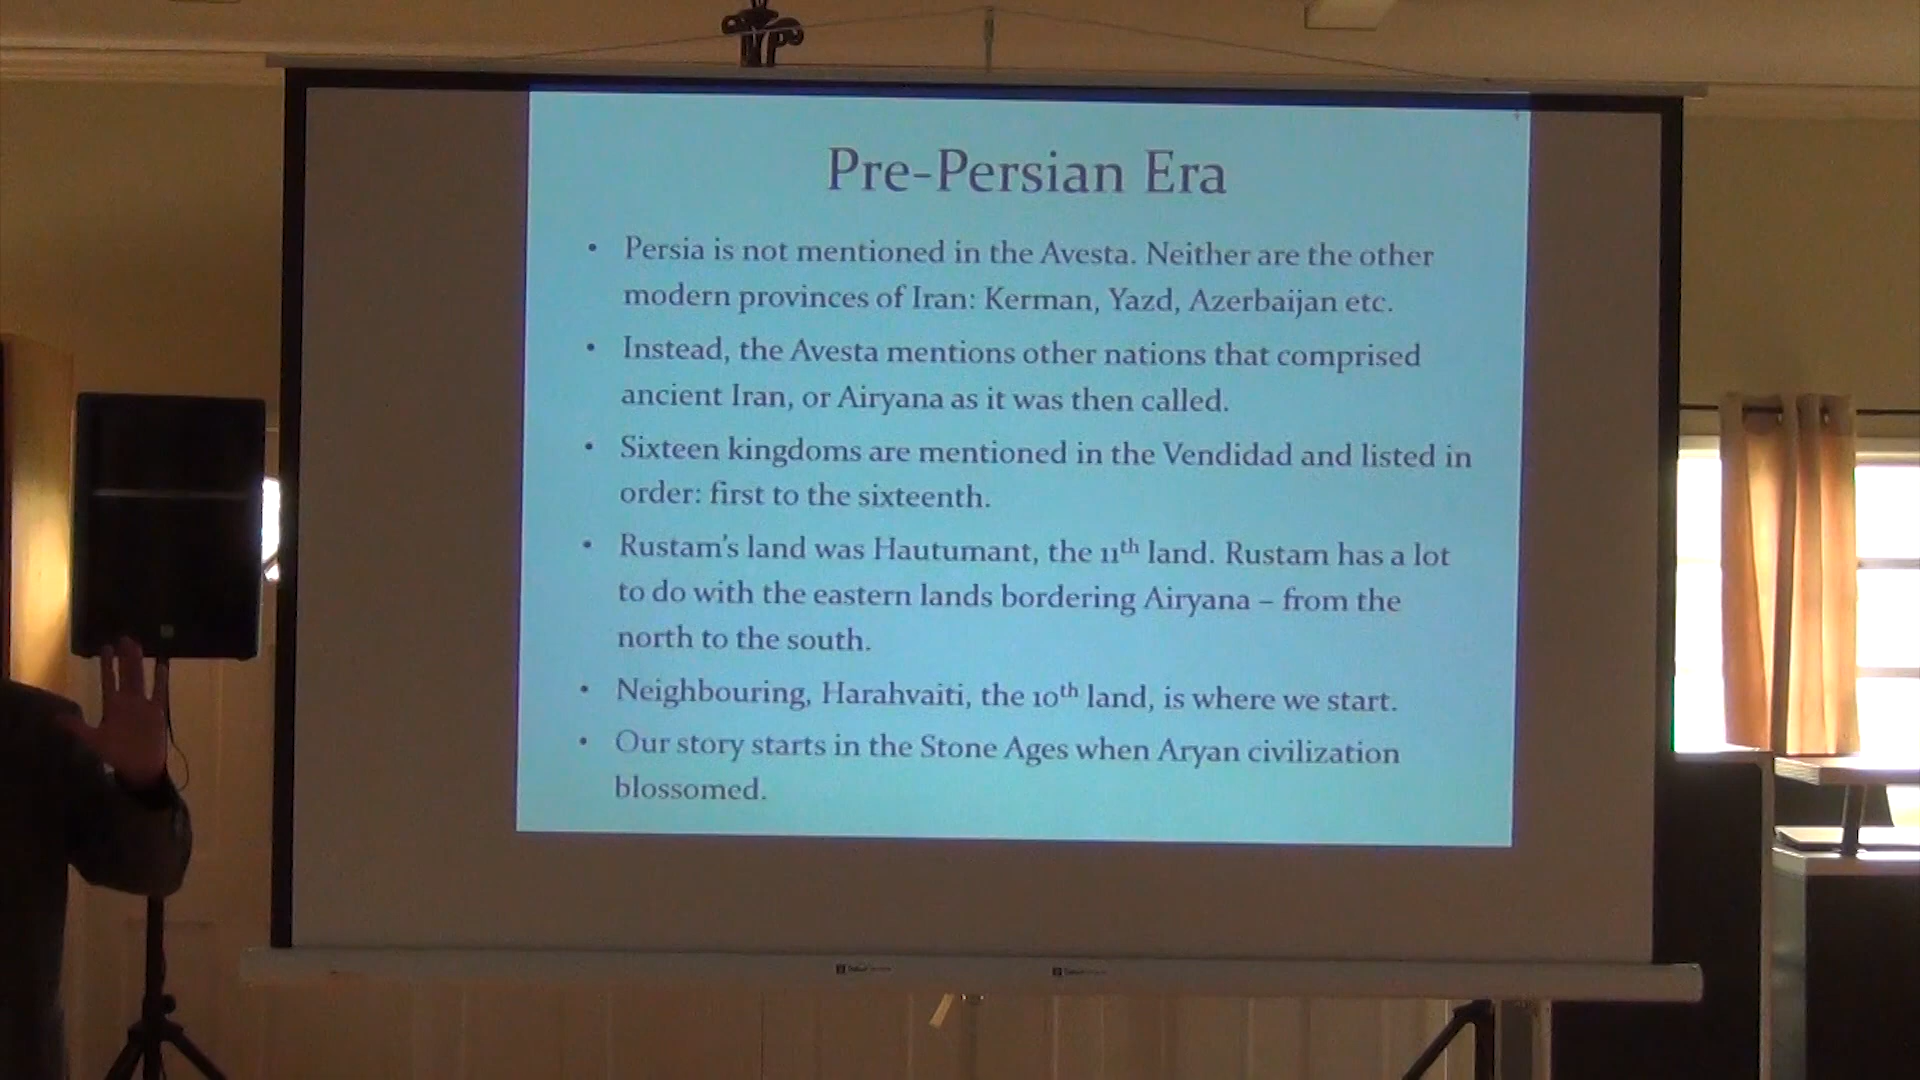 Pre-Persian Era
• Persia is not mentioned in the Avesta. Neither are the other
modern provinces of Iran: Kerman, Yazd, Azerbaijan etc.
• Instead, the Avesta mentions other nations that comprised
ancient Iran, or Airyana as it was then called.
• Sixteen kingdoms are mentioned in the Vendidad and listed in
order: first to the sixteenth.
• Rustam's land was Hautumant, the 11th land. Rustam has a lot
to do with the eastern lands bordering Airyana – from the
north to the south.
• Neighbouring, Harahvaiti, the 10th land, is where we start.
• Our story starts in the Stone Ages when Aryan civilization
blossomed.